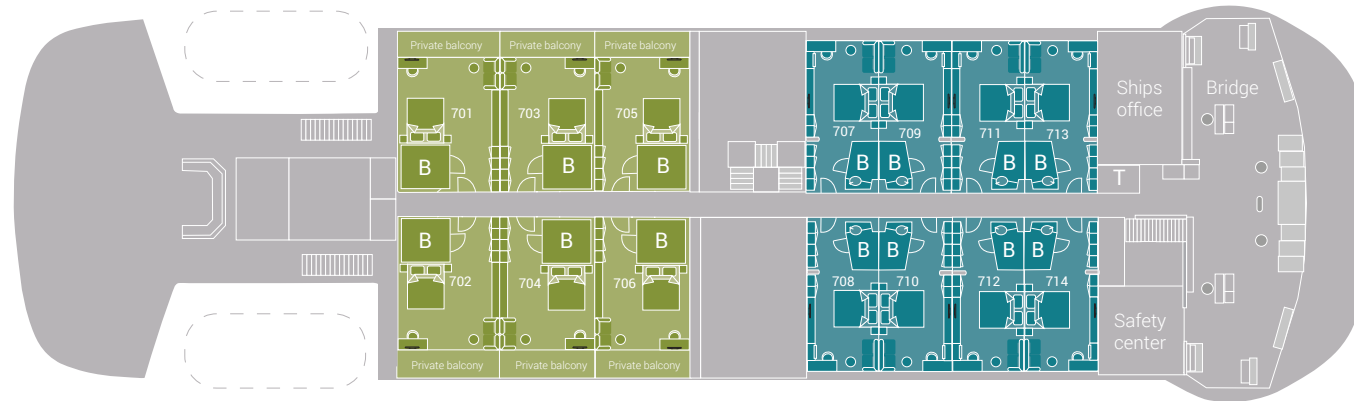 Private balcony
Private balcony
Private balcony
701
703
705
B
B
B
707
709
711
713
B
B
B
B
Ships
office
Bridge
T
B
B
B
702
704
706
B
B
B
B
708
710
712
714
Safety
center
Private balcony
Private balcony
Private balcony